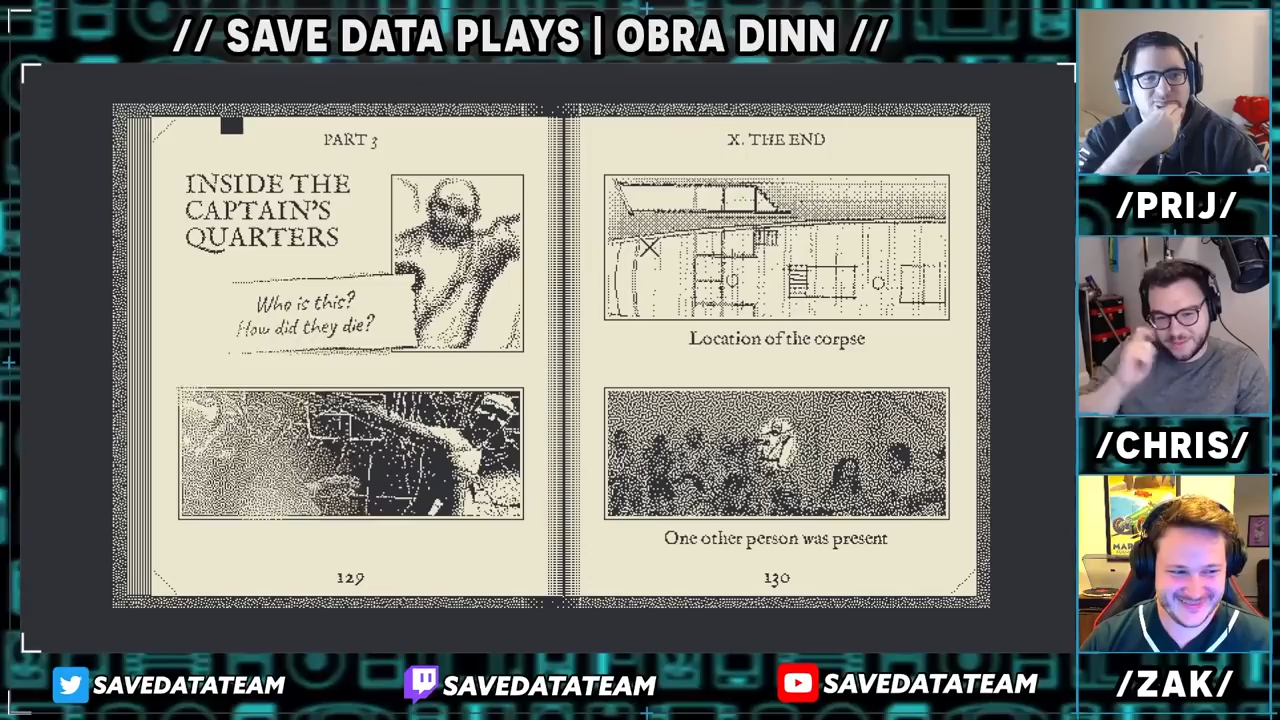 // SAVE DATA PLAYS | OBRA DINN //
PART 3
INSIDE THE
CAPTAIN'S
QUARTERS
Who is this?
How did they die?
129
X. THE END
Location of the corpse
One other person was present
130
/PRIJ/
/CHRIS/
/ZAK/
SAVEDATATEAM
SAVEDATATEAM
SAVEDATATEAM